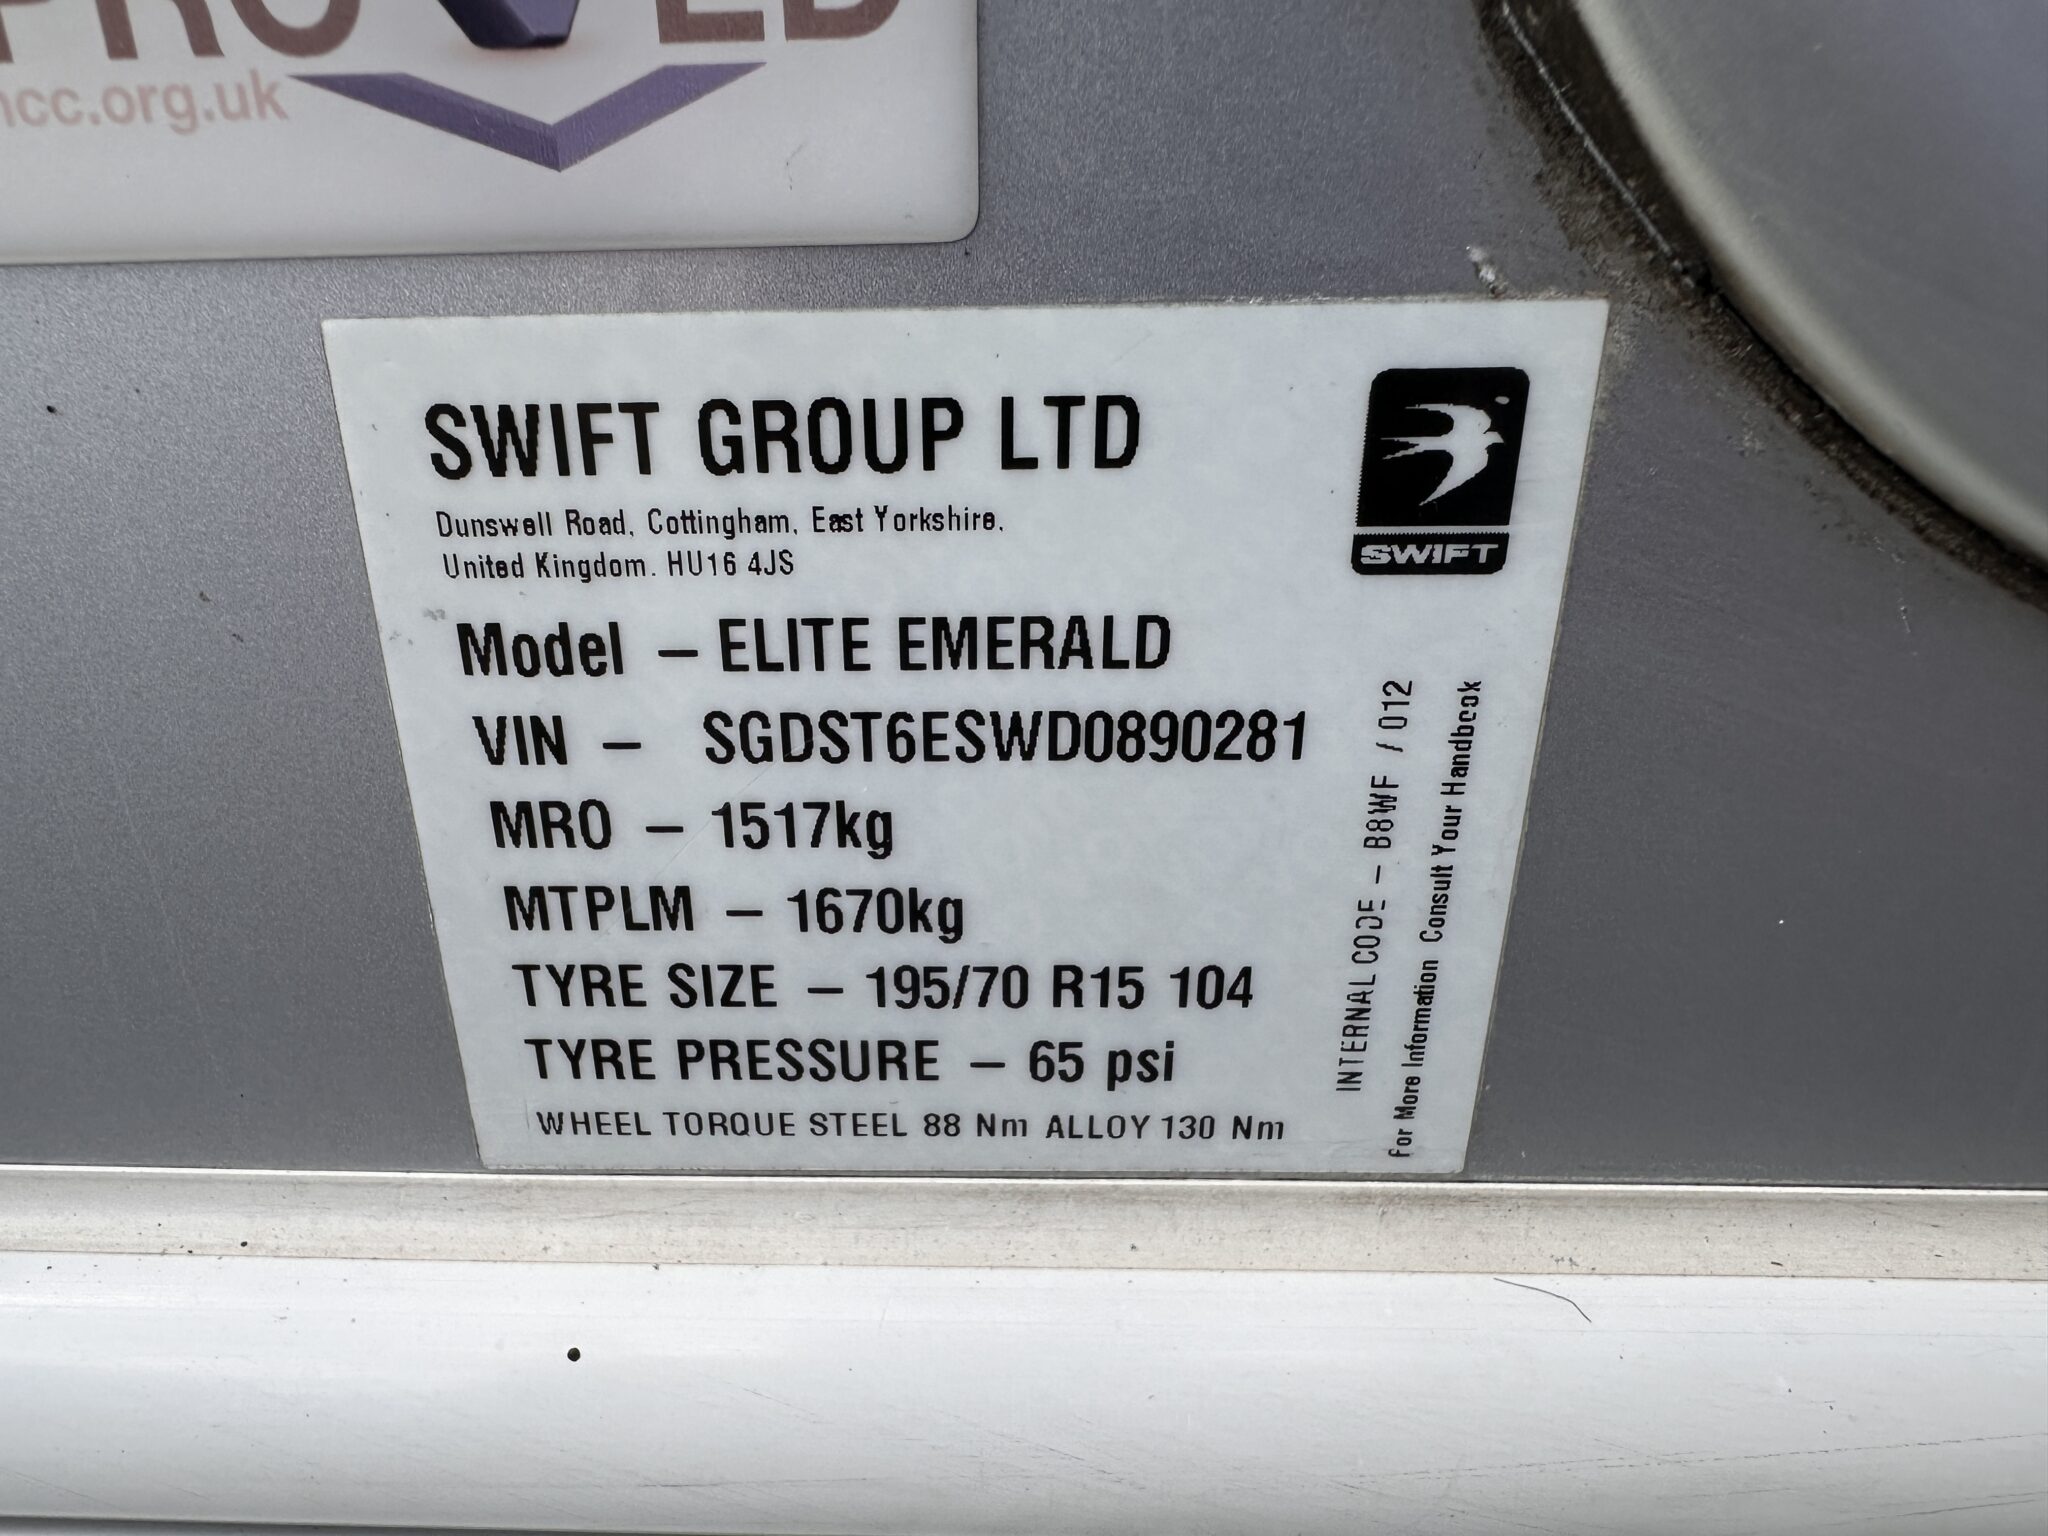 PROVED
ncc.org.uk
SWIFT GROUP LTD
Dunswell Road, Cottingham, East Yorkshire,
United Kingdom. HU16 4JS
SWIFT
Model – ELITE EMERALD
VIN – SGDST6ESWD0890281
MRO – 1517kg
MTPLM – 1670kg
TYRE SIZE – 195/70 R15 104
TYRE PRESSURE – 65 psi
WHEEL TORQUE STEEL 88 Nm ALLOY 130 Nm
INTERNAL CODE – B8WF / 012
For More Information Consult Your Handbook